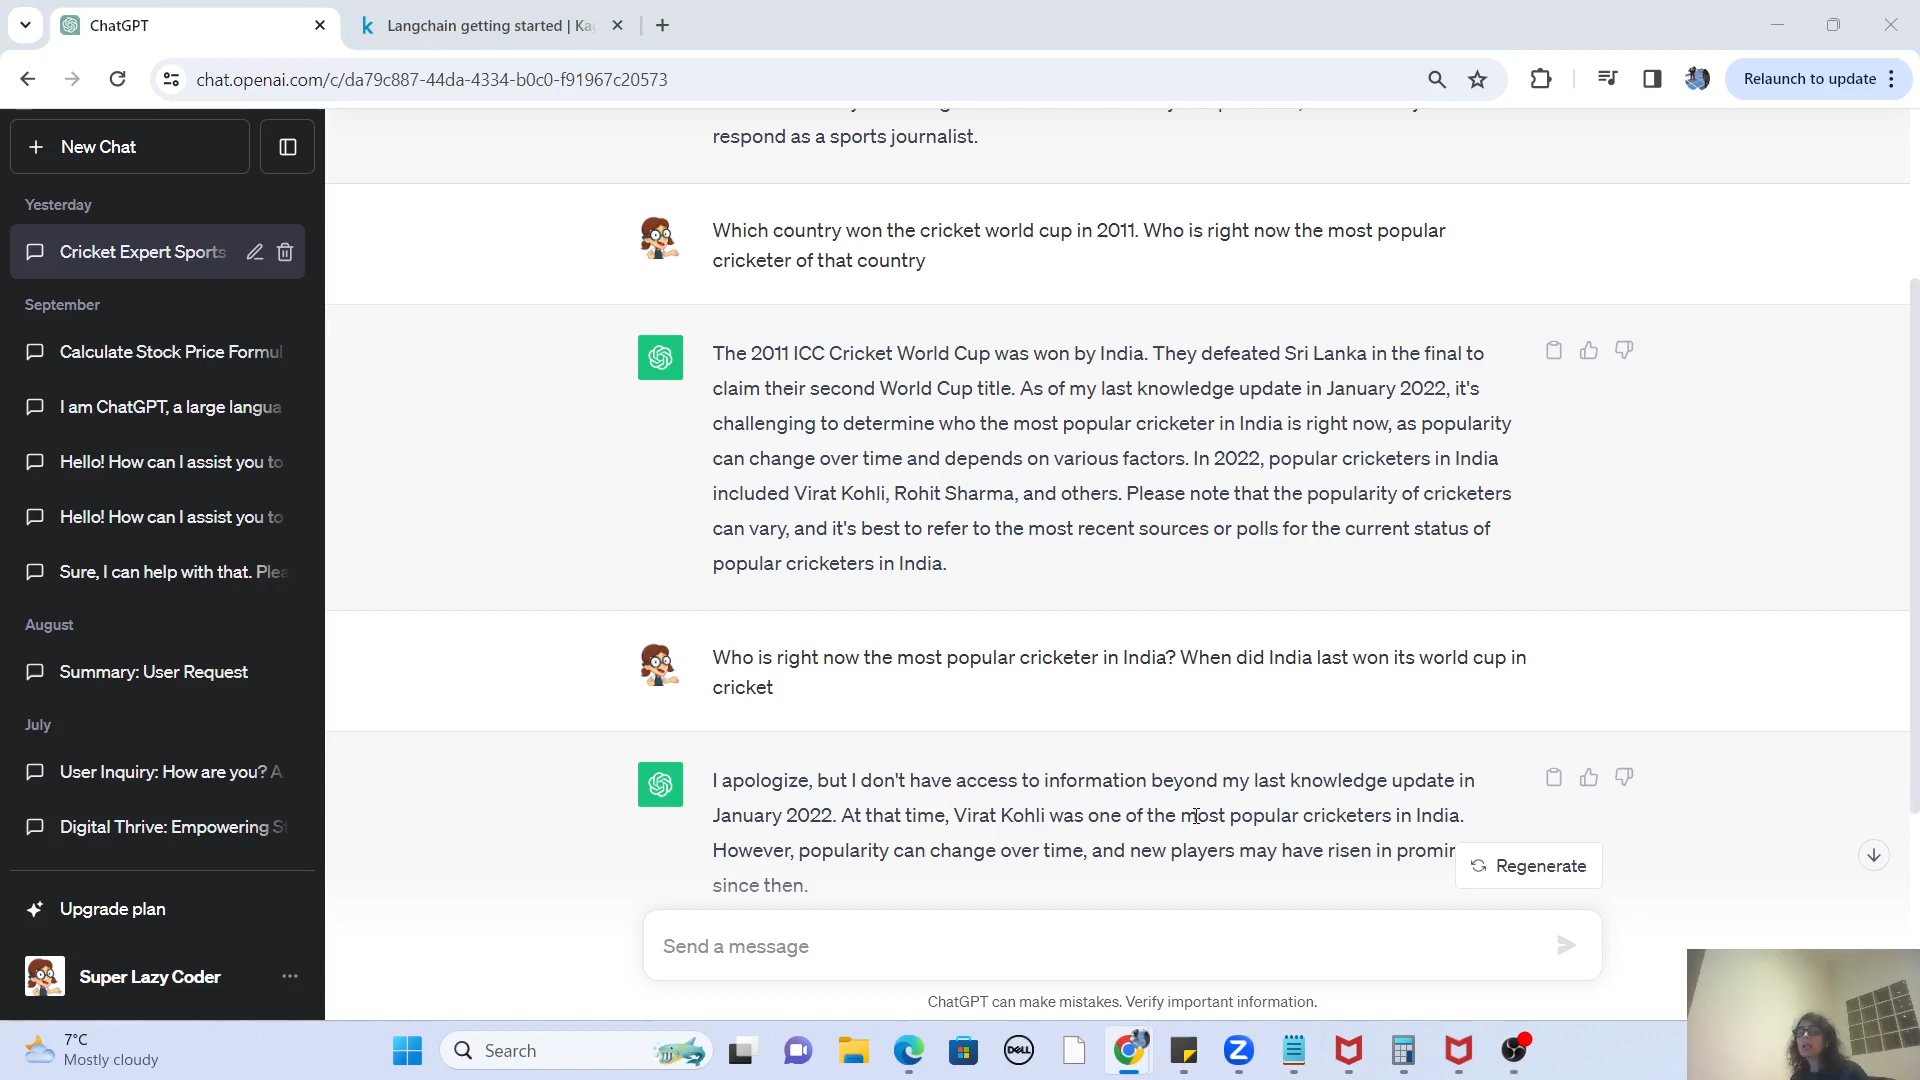 ChatGPT
Langchain getting started | Kag
chat.openai.com/c/da79c887-44da-4334-b0c0-f91967c20573
Relaunch to update
New Chat
Yesterday
Cricket Expert Sports
September
Calculate Stock Price Formul
I am ChatGPT, a large langua
Hello! How can I assist you to
Hello! How can I assist you to
Sure, I can help with that. Plea
August
Summary: User Request
July
User Inquiry: How are you? A
Digital Thrive: Empowering St
Upgrade plan
Super Lazy Coder
respond as a sports journalist.
Which country won the cricket world cup in 2011. Who is right now the most popular
cricketer of that country
The 2011 ICC Cricket World Cup was won by India. They defeated Sri Lanka in the final to
claim their second World Cup title. As of my last knowledge update in January 2022, it's
challenging to determine who the most popular cricketer in India is right now, as popularity
can change over time and depends on various factors. In 2022, popular cricketers in India
included Virat Kohli, Rohit Sharma, and others. Please note that the popularity of cricketers
can vary, and it's best to refer to the most recent sources or polls for the current status of
popular cricketers in India.
Who is right now the most popular cricketer in India? When did India last won its world cup in
cricket
I apologize, but I don't have access to information beyond my last knowledge update in
January 2022. At that time, Virat Kohli was one of the most popular cricketers in India.
However, popularity can change over time, and new players may have risen in promin
since then.
Regenerate
Send a message
ChatGPT can make mistakes. Verify important information.
7°C
Mostly cloudy
Search
DELL